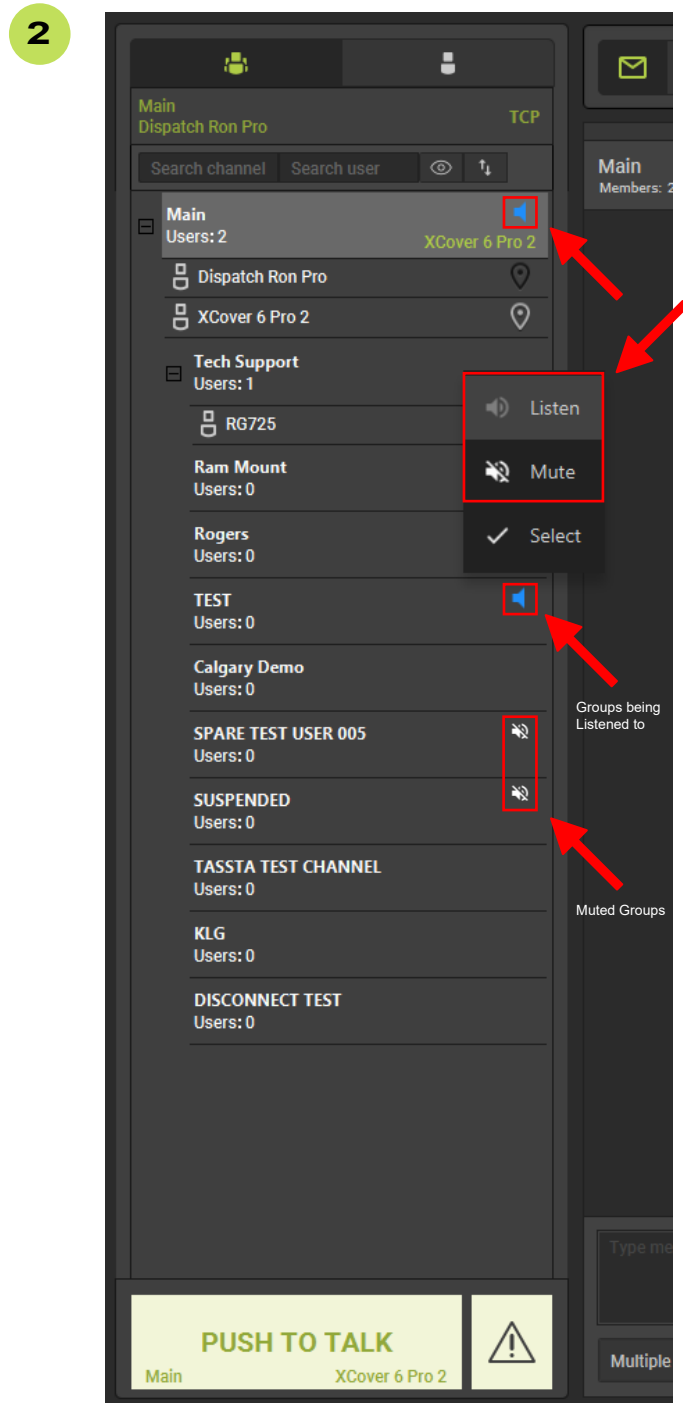 2
Main
Dispatch Ron Pro
TCP
Search channel
Search user
Main
Members: 2
Main
Users: 2
XCover 6 Pro 2
Dispatch Ron Pro
XCover 6 Pro 2
Tech Support
Users: 1
RG725
Listen
Mute
Select
Ram Mount
Users: 0
Rogers
Users: 0
TEST
Users: 0
Calgary Demo
Users: 0
Groups being
Listened to
SPARE TEST USER 005
Users: 0
SUSPENDED
Users: 0
TASSTA TEST CHANNEL
Users: 0
Muted Groups
KLG
Users: 0
DISCONNECT TEST
Users: 0
Type me
PUSH TO TALK
Main
XCover 6 Pro 2
Multiple